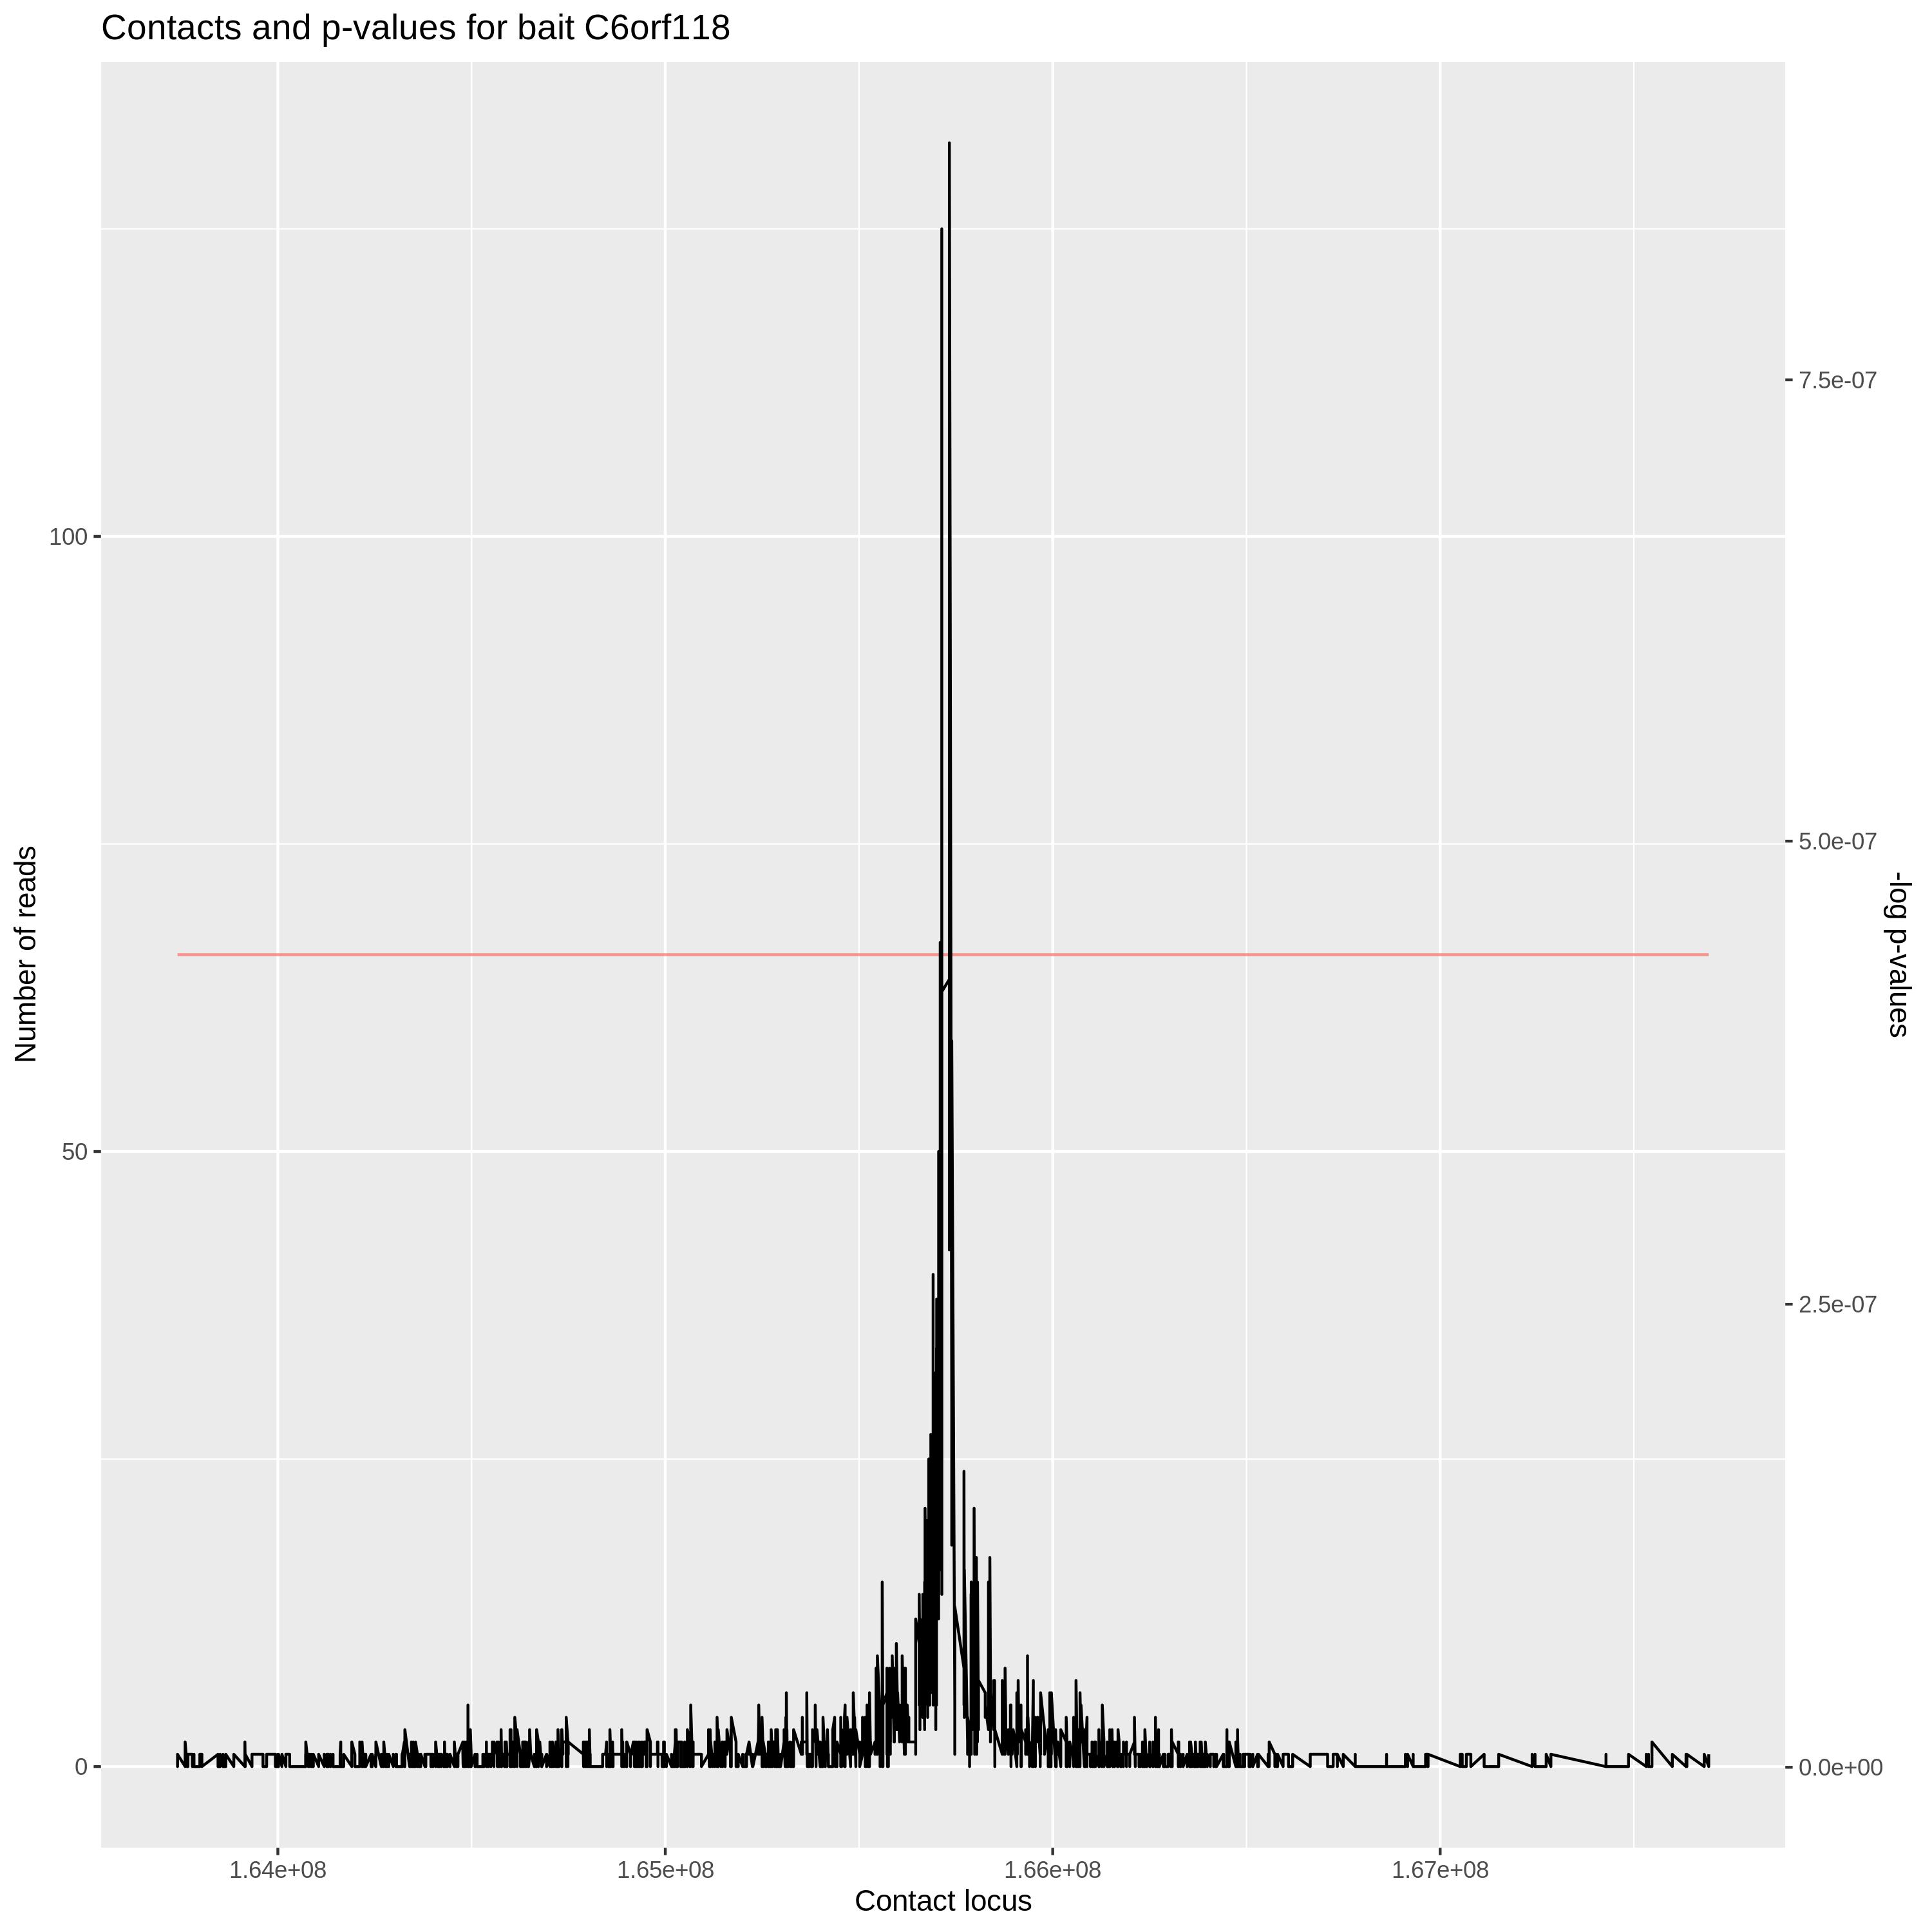 Contacts and p-values for bait C6orf118
Number of reads
100
50
0
7.5e-07
5.0e-07
2.5e-07
0.0e+00
-log p-values
1.64e+08
1.65e+08
1.66e+08
1.67e+08
Contact locus